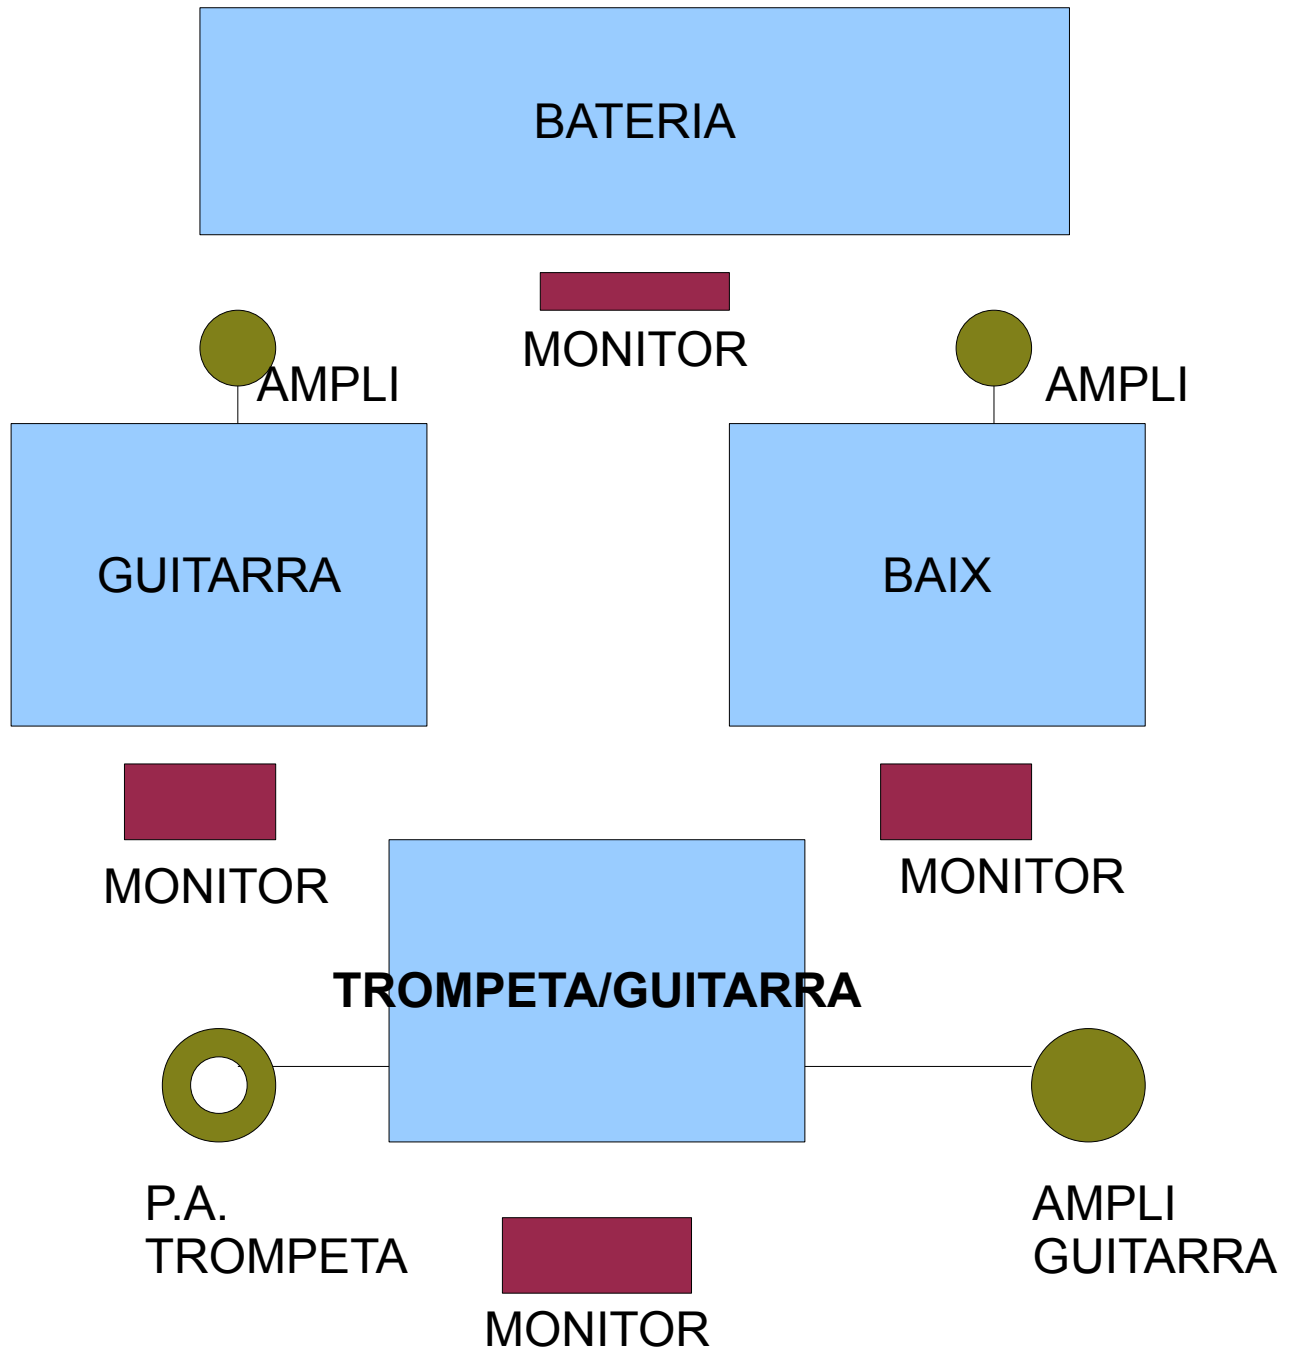 BATERIA
MONITOR
AMPLI
AMPLI
GUITARRA
BAIX
MONITOR
MONITOR
TROMPETA/GUITARRA
P.A.
TROMPETA
AMPLI
GUITARRA
MONITOR